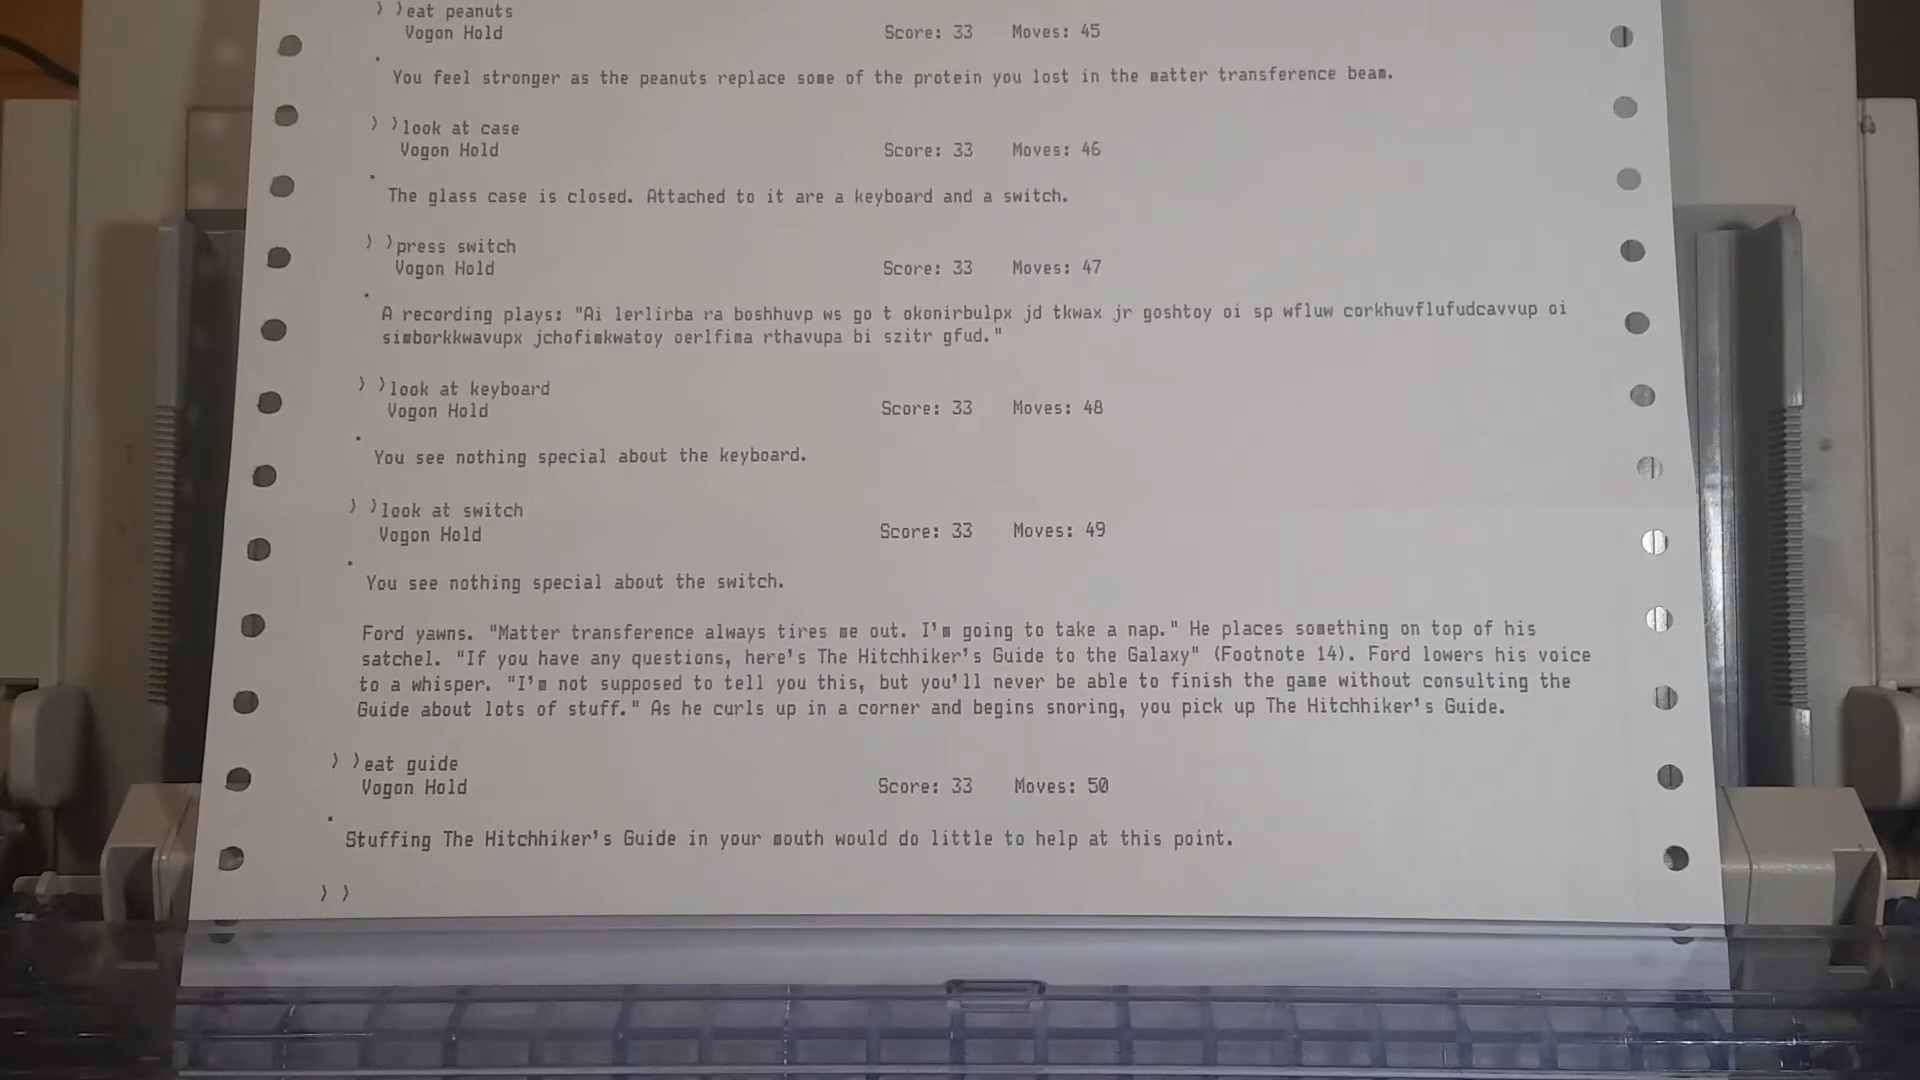 › ›eat peanuts
Vogon Hold Score: 33 Moves: 45
.
You feel stronger as the peanuts replace some of the protein you lost in the matter transference beam.
› ›look at case
Vogon Hold Score: 33 Moves: 46
.
The glass case is closed. Attached to it are a keyboard and a switch.
› ›press switch
Vogon Hold Score: 33 Moves: 47
.
A recording plays: "Ai lerlirba ra boshhuvp ws go t okonirbulpx jd tkwax jr goshtoy oi sp wfluw corkhuvflufudcavvup oi
simborkkwavupx jchofimkwatoy oerlfima rthavupa bi szitr gfud."
› ›look at keyboard
Vogon Hold Score: 33 Moves: 48
.
You see nothing special about the keyboard.
› ›look at switch
Vogon Hold Score: 33 Moves: 49
.
You see nothing special about the switch.
Ford yawns. "Matter transference always tires me out. I'm going to take a nap." He places something on top of his
satchel. "If you have any questions, here's The Hitchhiker's Guide to the Galaxy" (Footnote 14). Ford lowers his voice
to a whisper. "I'm not supposed to tell you this, but you'll never be able to finish the game without consulting the
Guide about lots of stuff." As he curls up in a corner and begins snoring, you pick up The Hitchhiker's Guide.
› ›eat guide
Vogon Hold Score: 33 Moves: 50
.
Stuffing The Hitchhiker's Guide in your mouth would do little to help at this point.
› ›